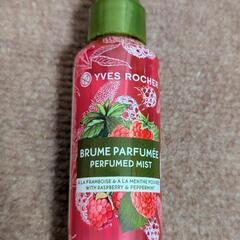 YVES ROCHER
BRUME PARFUMÉE
PERFUMED MIST
À LA FRAMBOISE & À LA MENTHE POIVRÉE
WITH RASPBERRY & PEPPERMINT